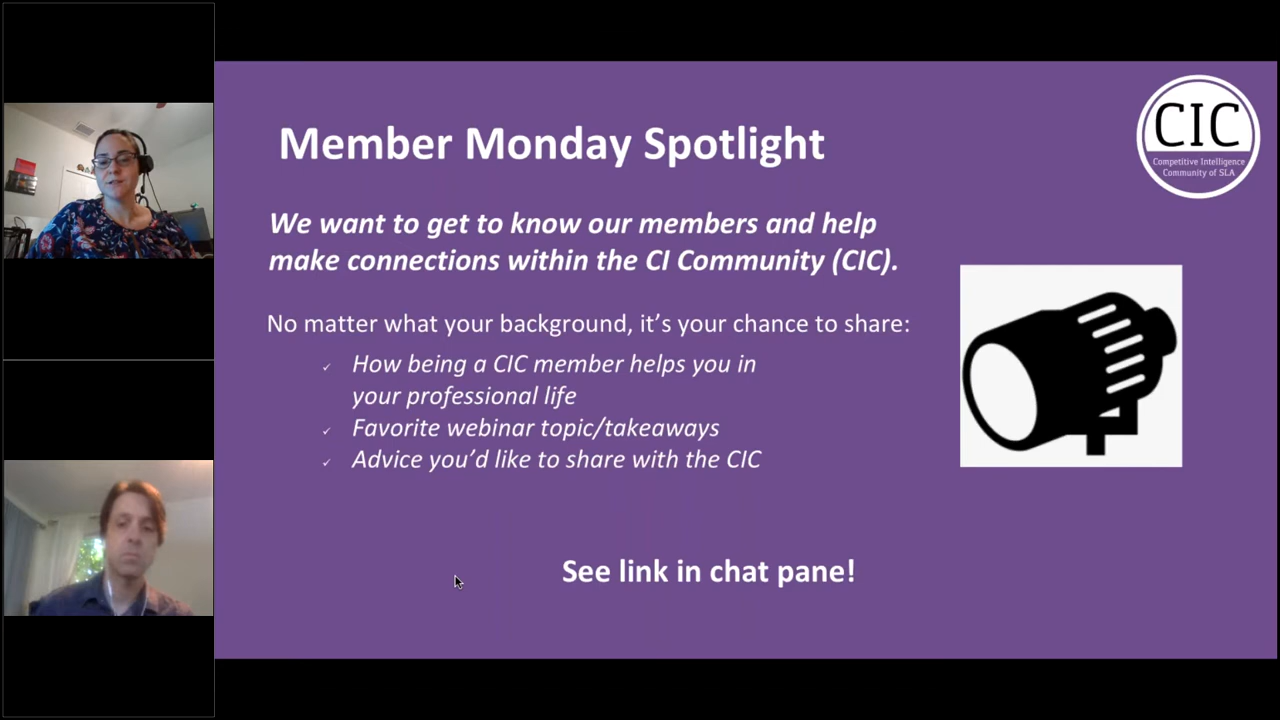 Member Monday Spotlight
CIC
Competitive Intelligence
Community of SLA
We want to get to know our members and help
make connections within the CI Community (CIC).
No matter what your background, it’s your chance to share:
✓ How being a CIC member helps you in
your professional life
✓ Favorite webinar topic/takeaways
✓ Advice you’d like to share with the CIC
See link in chat pane!